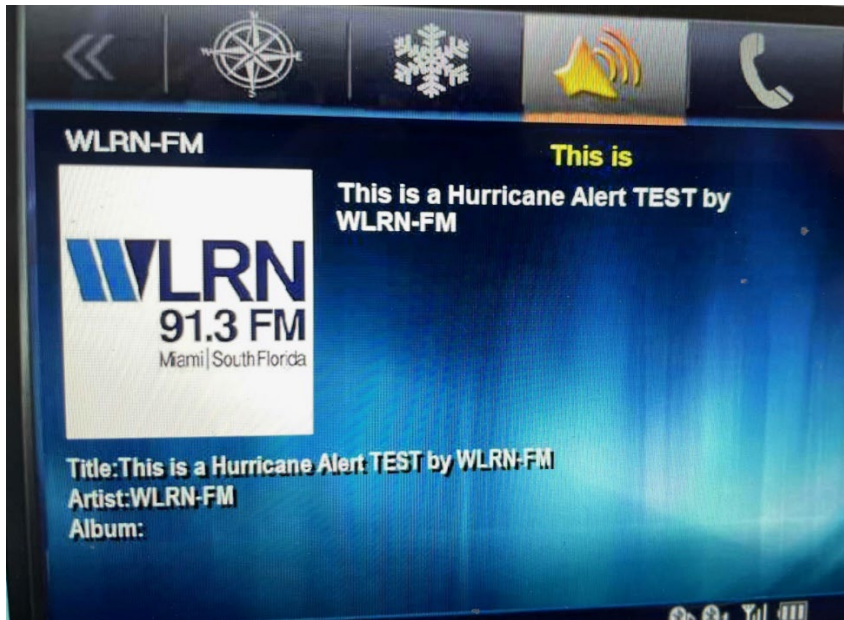 WLRN-FM
This is
This is a Hurricane Alert TEST by
WLRN-FM
WLRN
91.3 FM
Miami | South Florida
Title:This is a Hurricane Alert TEST by WLRN-FM
Artist:WLRN-FM
Album: